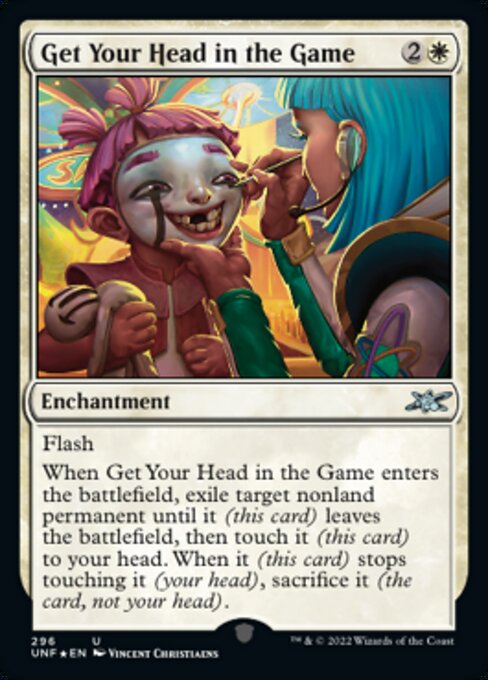 Get Your Head in the Game 2
Enchantment
Flash
When Get Your Head in the Game enters
the battlefield, exile target nonland
permanent until it (this card) leaves
the battlefield, then touch it (this card)
to your head. When it (this card) stops
touching it (your head), sacrifice it (the
card, not your head).
296 U
UNF★EN Vincent Christiaens
™ & © 2022 Wizards of the Coast